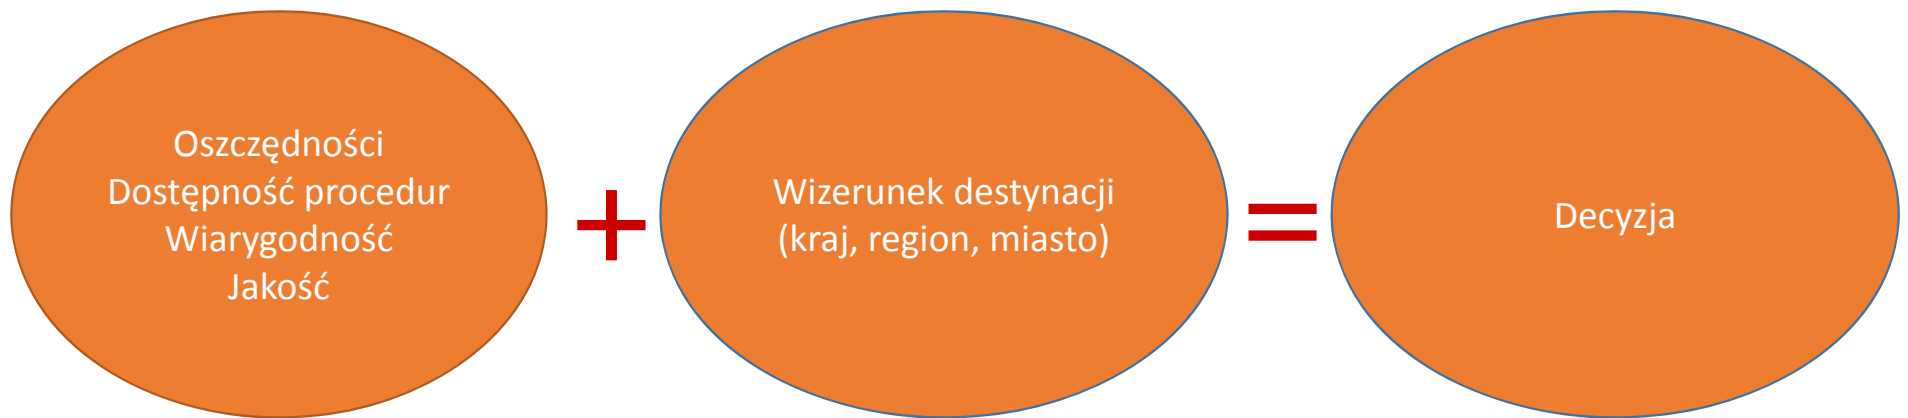 Oszczędności
Dostępność procedur
Wiarygodność
Jakość
+
Wizerunek destynacji
(kraj, region, miasto)
=
Decyzja